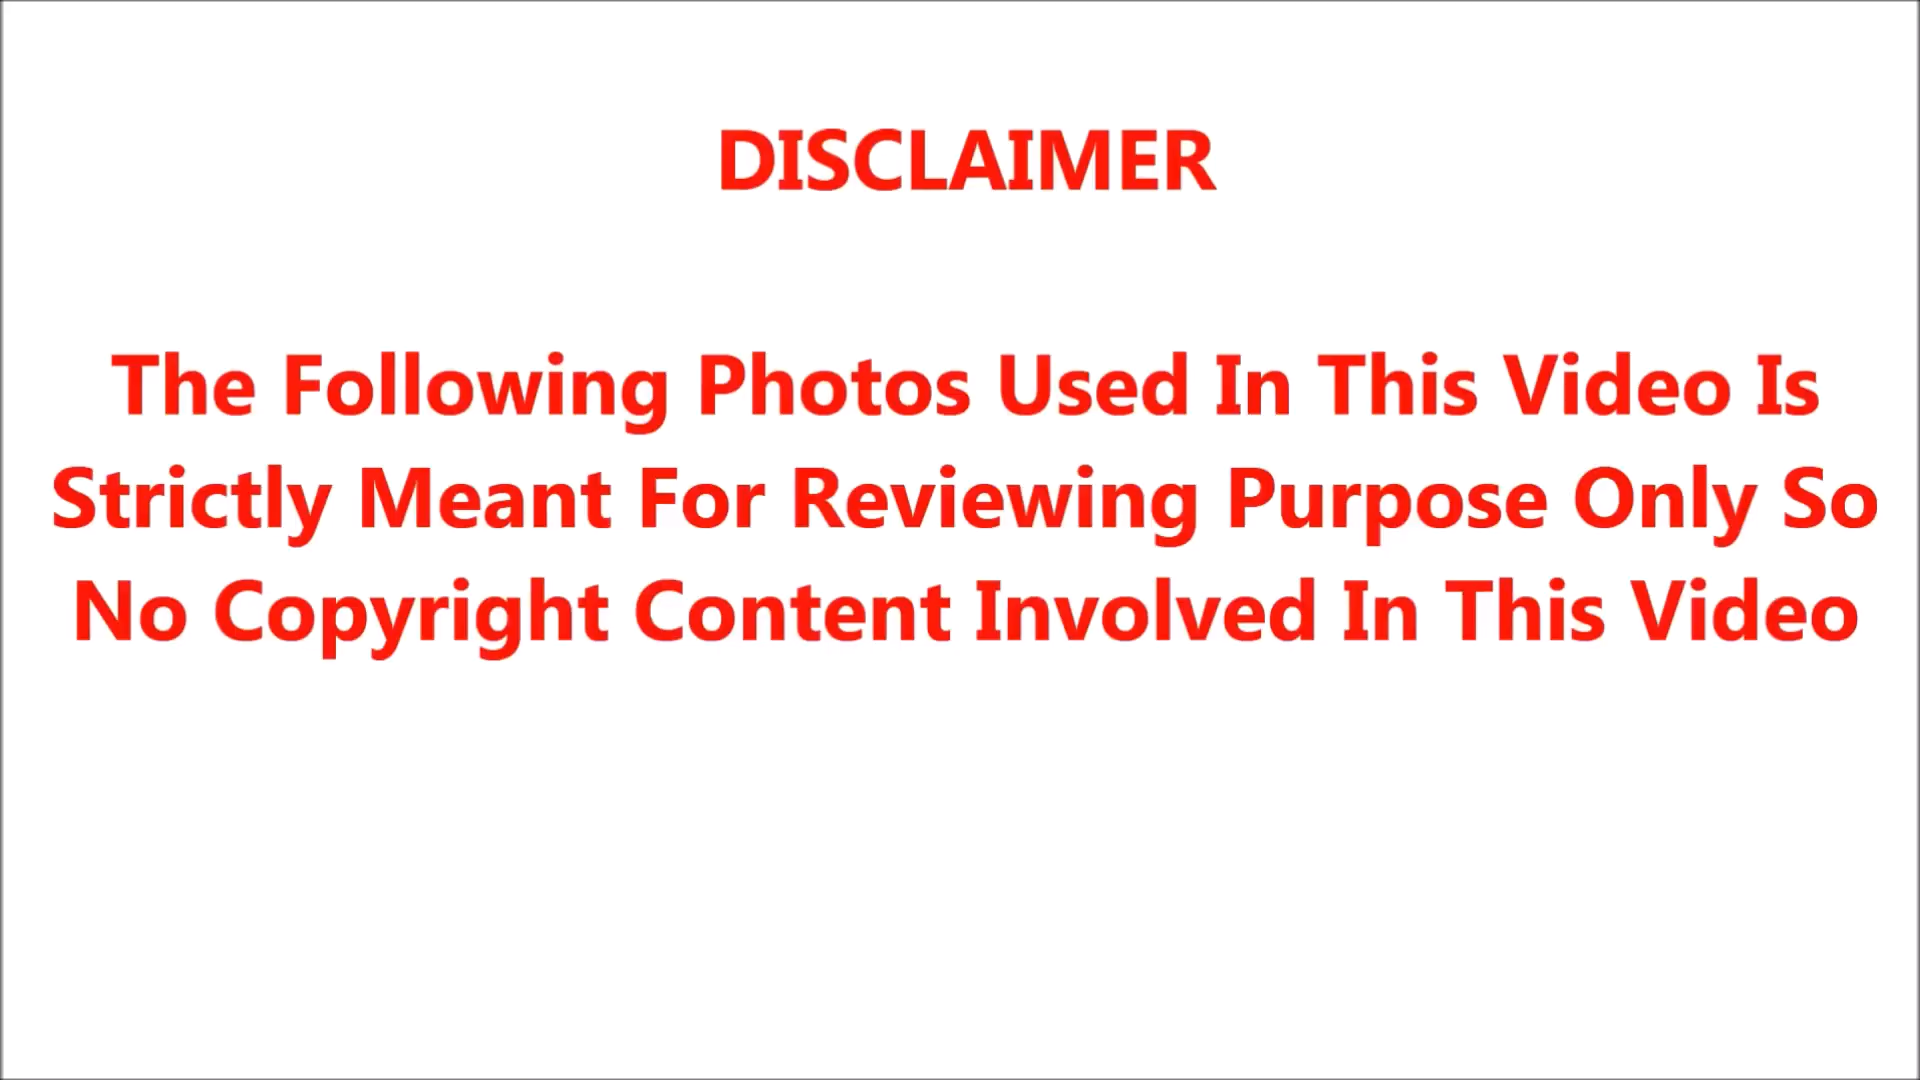 DISCLAIMER
The Following Photos Used In This Video Is
Strictly Meant For Reviewing Purpose Only So
No Copyright Content Involved In This Video